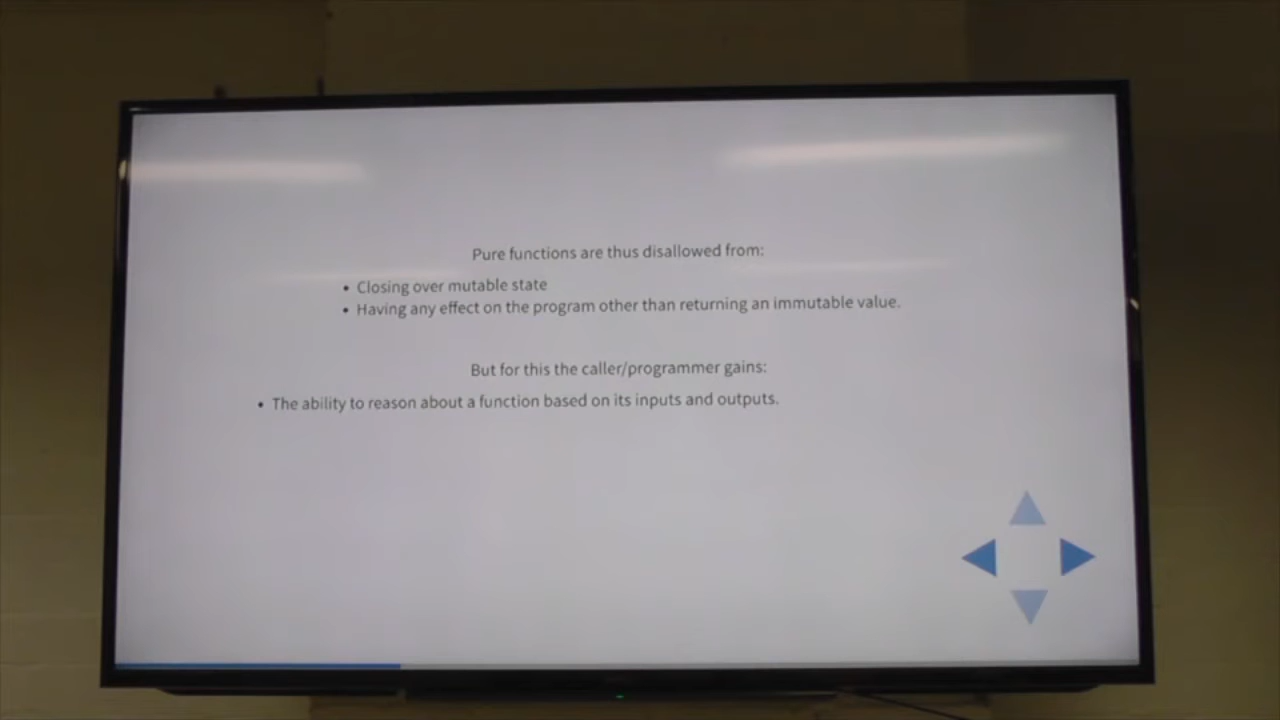 Pure functions are thus disallowed from:
• Closing over mutable state
• Having any effect on the program other than returning an immutable value.
But for this the caller/programmer gains:
• The ability to reason about a function based on its inputs and outputs.